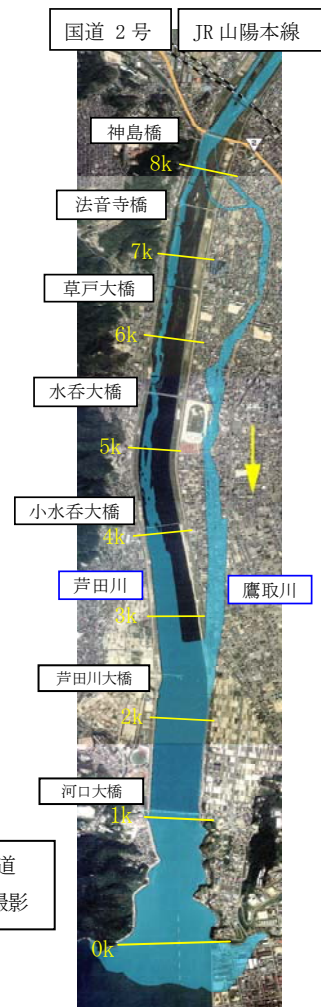 国道 2号
JR 山陽本線
神島橋
2
8k
法音寺橋
7k
草戸大橋
6k
水呑大橋
5k
小水呑大橋
4k
芦田川
鷹取川
3k
芦田川大橋
2k
河口大橋
1k
道
撮影
0k